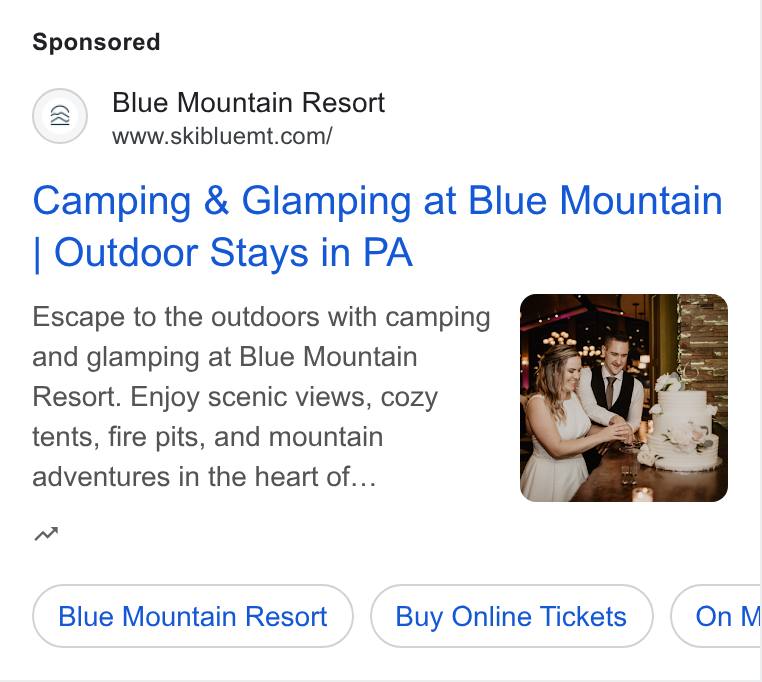 Sponsored
Blue Mountain Resort
www.skibluemt.com/
Camping & Glamping at Blue Mountain
| Outdoor Stays in PA
Escape to the outdoors with camping
and glamping at Blue Mountain
Resort. Enjoy scenic views, cozy
tents, fire pits, and mountain
adventures in the heart of…
Blue Mountain Resort
Buy Online Tickets
On M